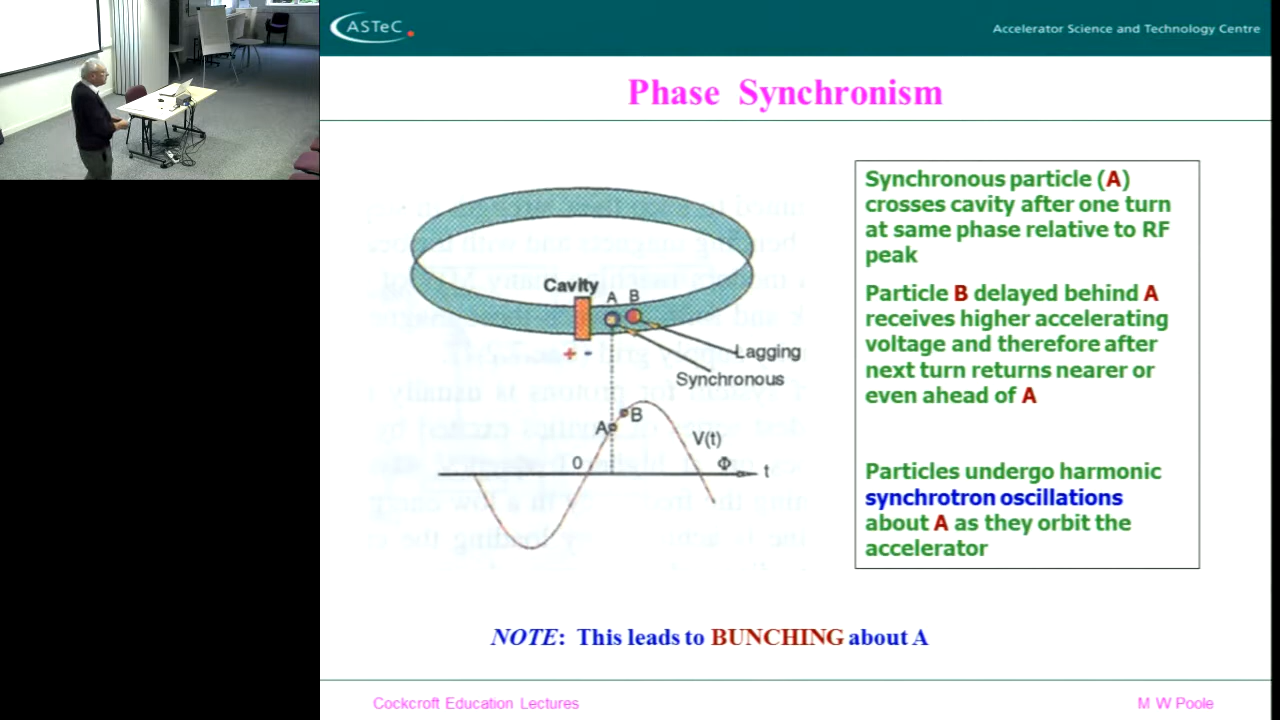 ASTeC
Accelerator Science and Technology Centre
Phase Synchronism
Cavity
A B
+ -
Lagging
Synchronous
A B
V(t)
0 Φ t
Synchronous particle (A)
crosses cavity after one turn
at same phase relative to RF
peak
Particle B delayed behind A
receives higher accelerating
voltage and therefore after
next turn returns nearer or
even ahead of A
Particles undergo harmonic
synchrotron oscillations
about A as they orbit the
accelerator
NOTE: This leads to BUNCHING about A
Cockcroft Education Lectures
M W Poole